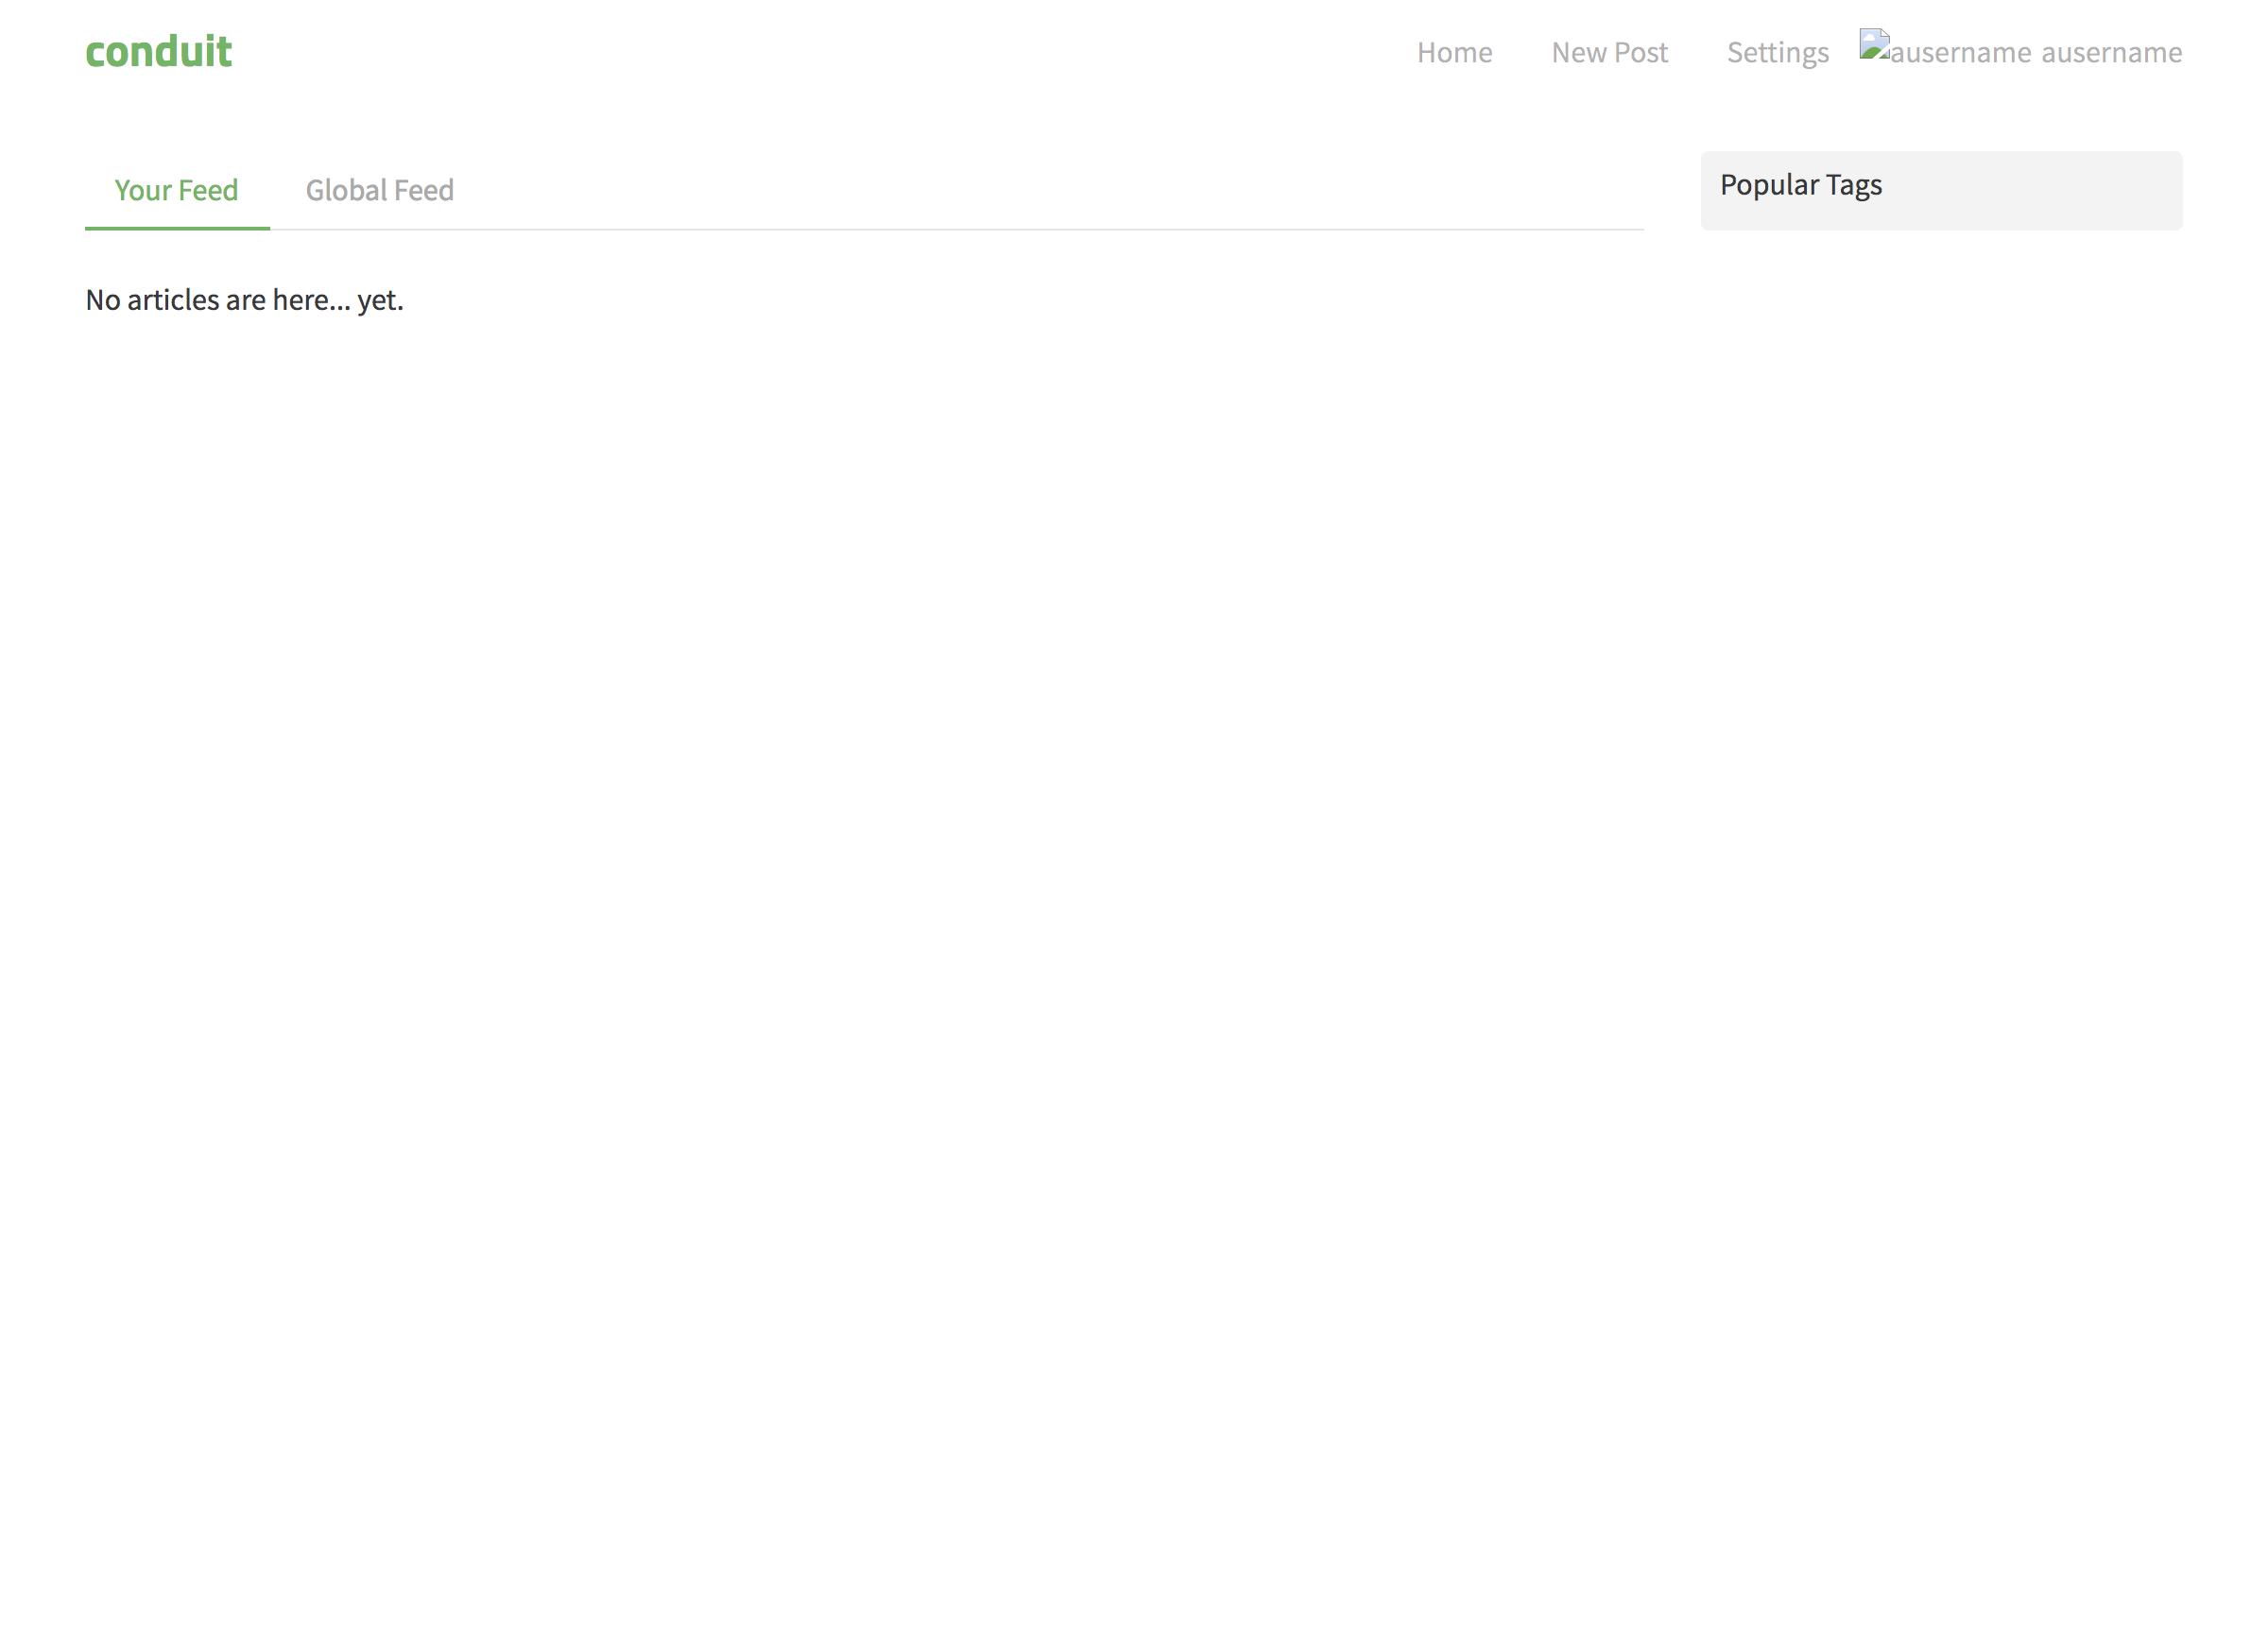 conduit
Home New Post Settings ausername ausername
Your Feed Global Feed
Popular Tags
No articles are here... yet.